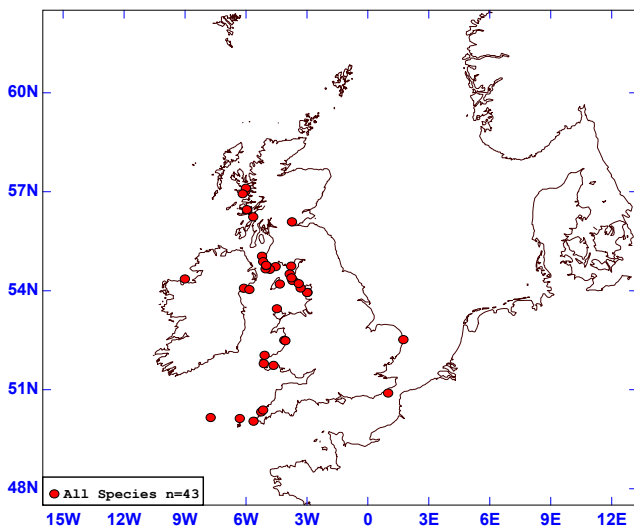 60N
57N
54N
51N
48N
All Species n=43
15W 12W 9W 6W 3W 0 3E 6E 9E 12E